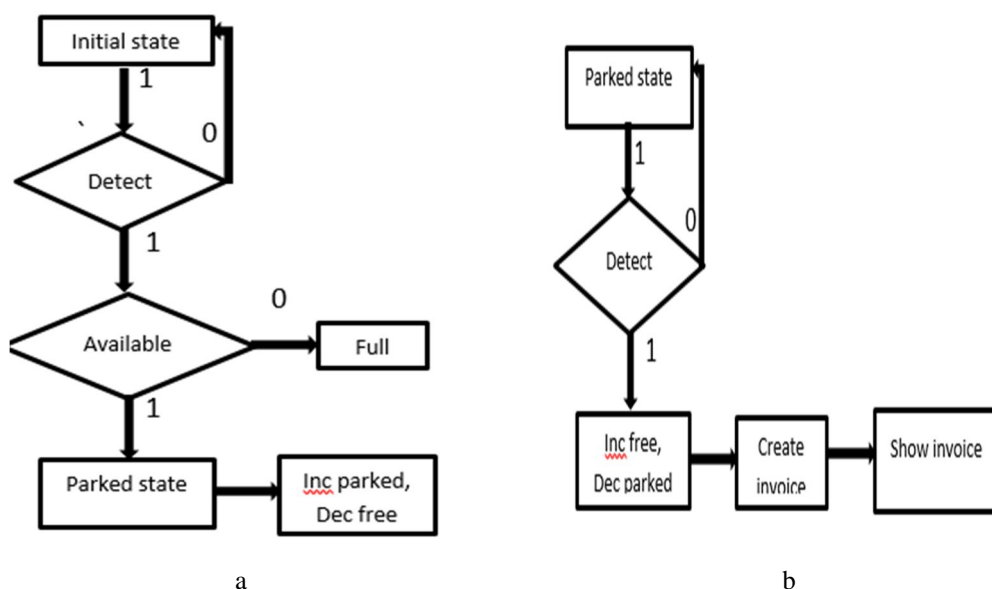 Initial state
1
0
Detect
1
0
Available
Full
1
Parked state
Inc parked,
Dec free
a
Parked state
1
0
Detect
1
Inc free,
Dec parked
Create
invoice
Show invoice
b